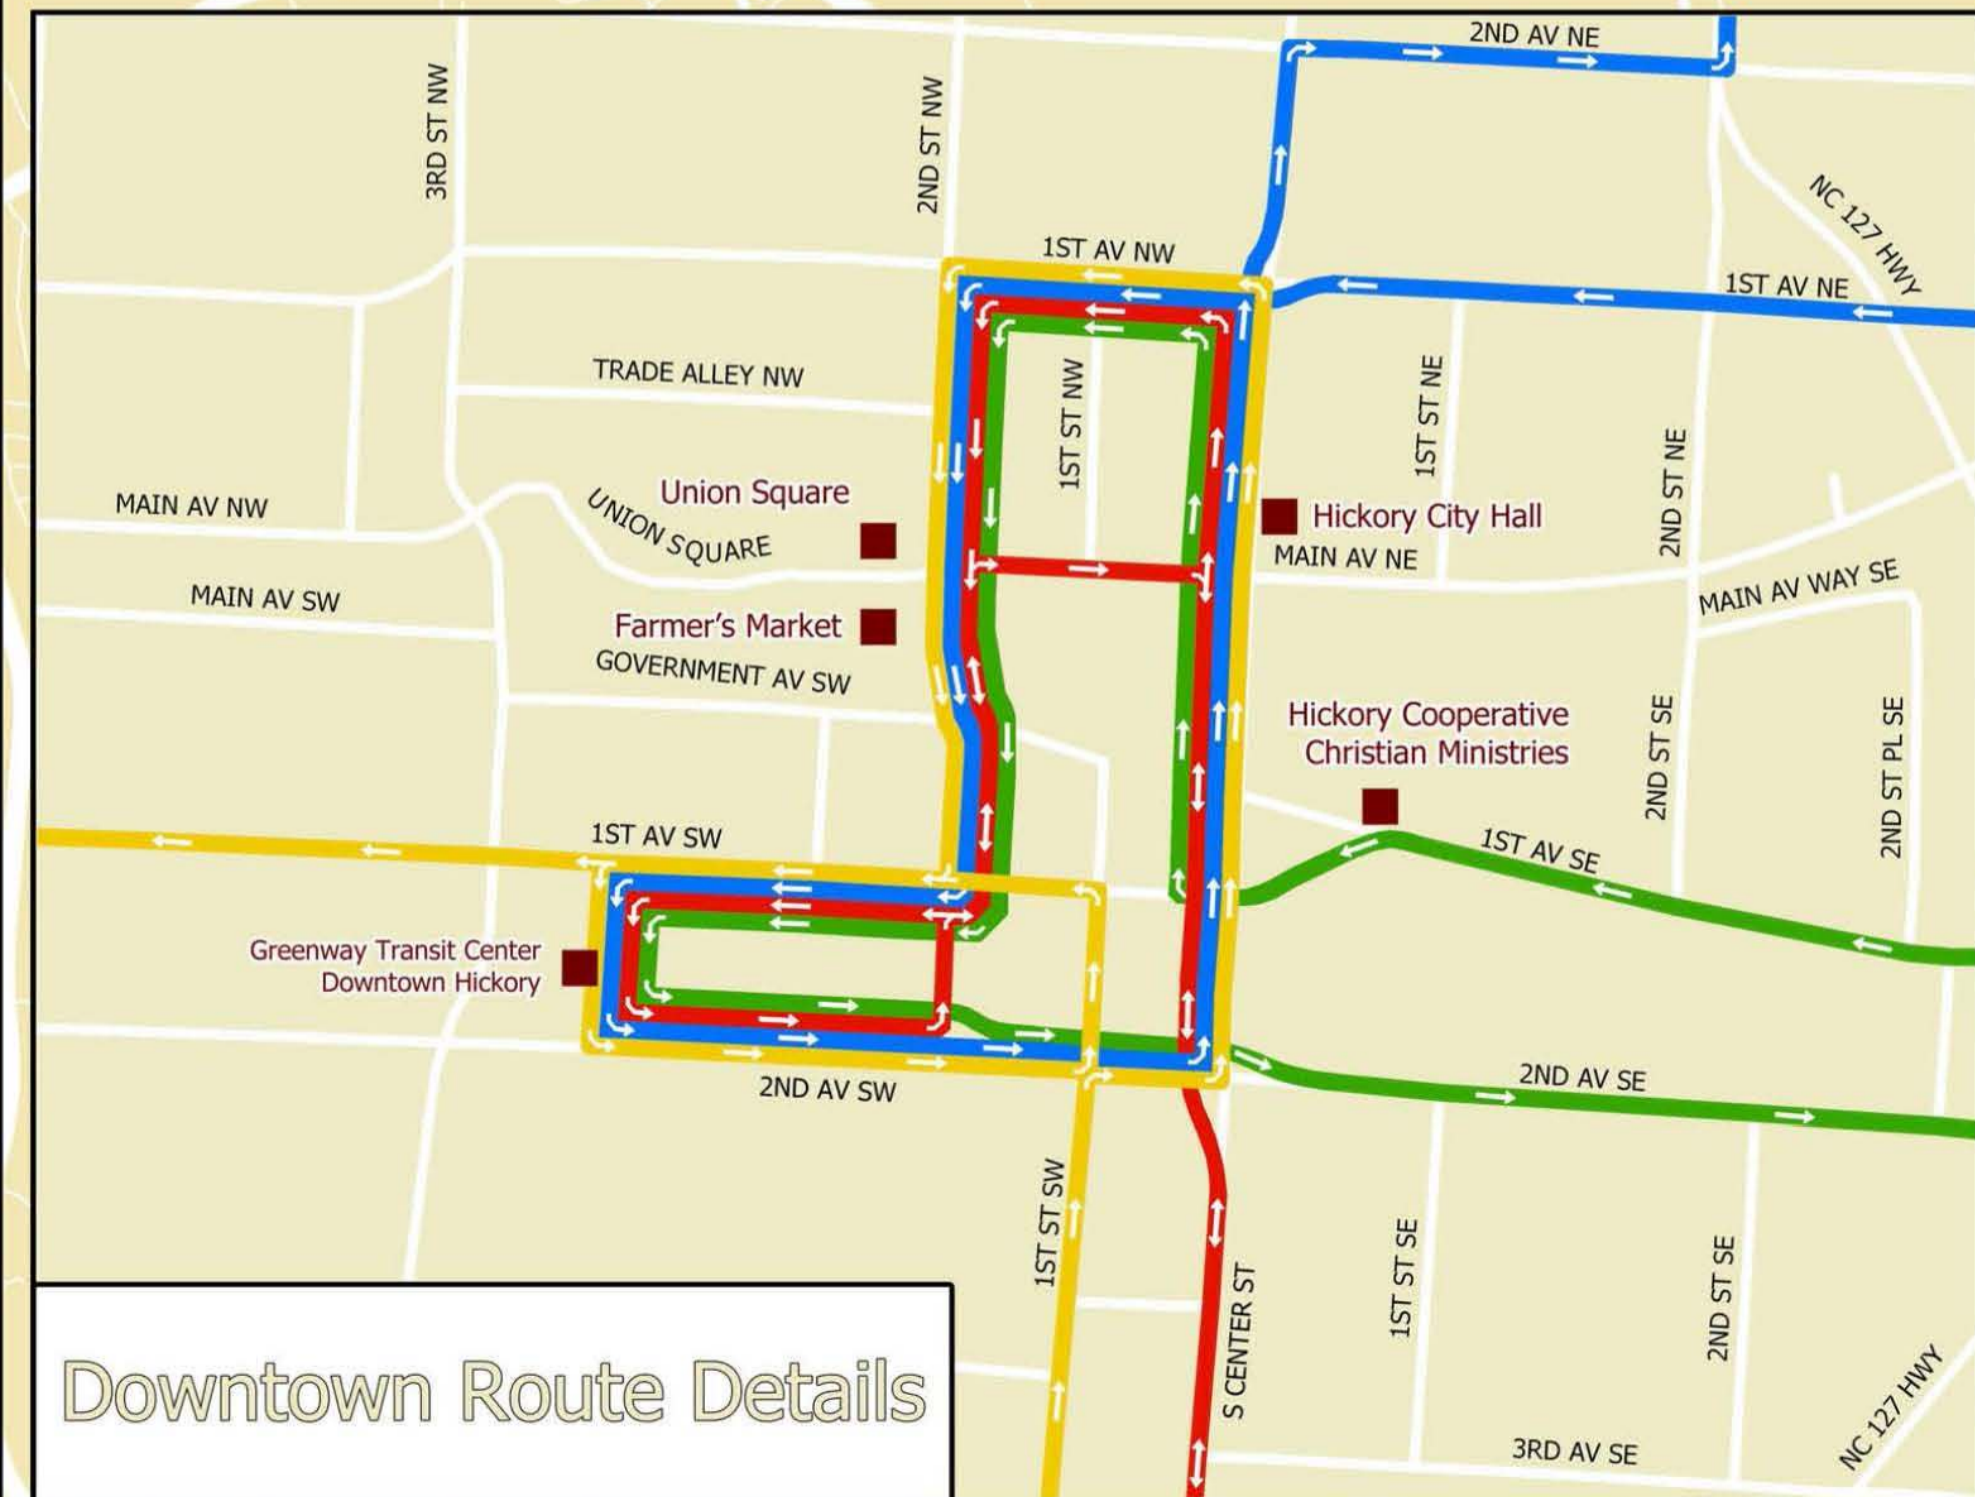 2ND AV NE
3RD ST NW
2ND ST NW
NC 127 HWY
1ST AV NW
1ST AV NE
TRADE ALLEY NW
1ST ST NW
1ST ST NE
2ND ST NE
MAIN AV NW
Union Square
UNION SQUARE
Hickory City Hall
MAIN AV NE
MAIN AV SW
Farmer's Market
GOVERNMENT AV SW
MAIN AV WAY SE
Hickory Cooperative
Christian Ministries
2ND ST SE
2ND ST PL SE
1ST AV SW
1ST AV SE
Greenway Transit Center
Downtown Hickory
2ND AV SW
2ND AV SE
1ST ST SW
S CENTER ST
1ST ST SE
2ND ST SE
NC 127 HWY
3RD AV SE
Downtown Route Details